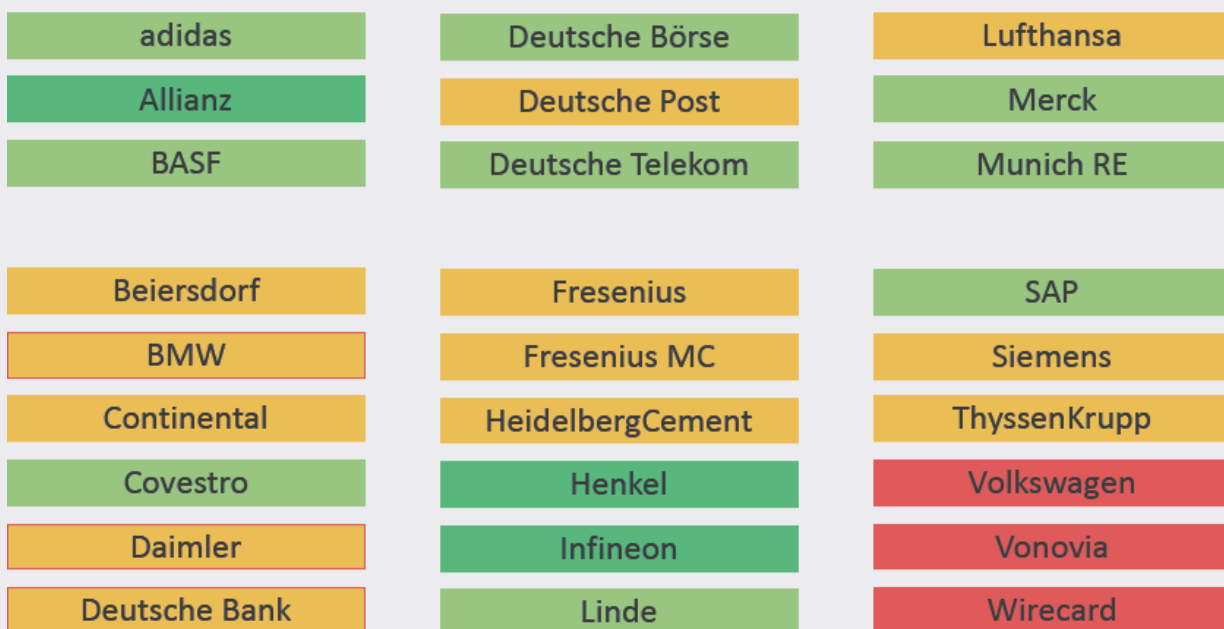 adidas
Allianz
BASF
Beiersdorf
BMW
Continental
Covestro
Daimler
Deutsche Bank
Deutsche Börse
Deutsche Post
Deutsche Telekom
Fresenius
Fresenius MC
HeidelbergCement
Henkel
Infineon
Linde
Lufthansa
Merck
Munich RE
SAP
Siemens
ThyssenKrupp
Volkswagen
Vonovia
Wirecard